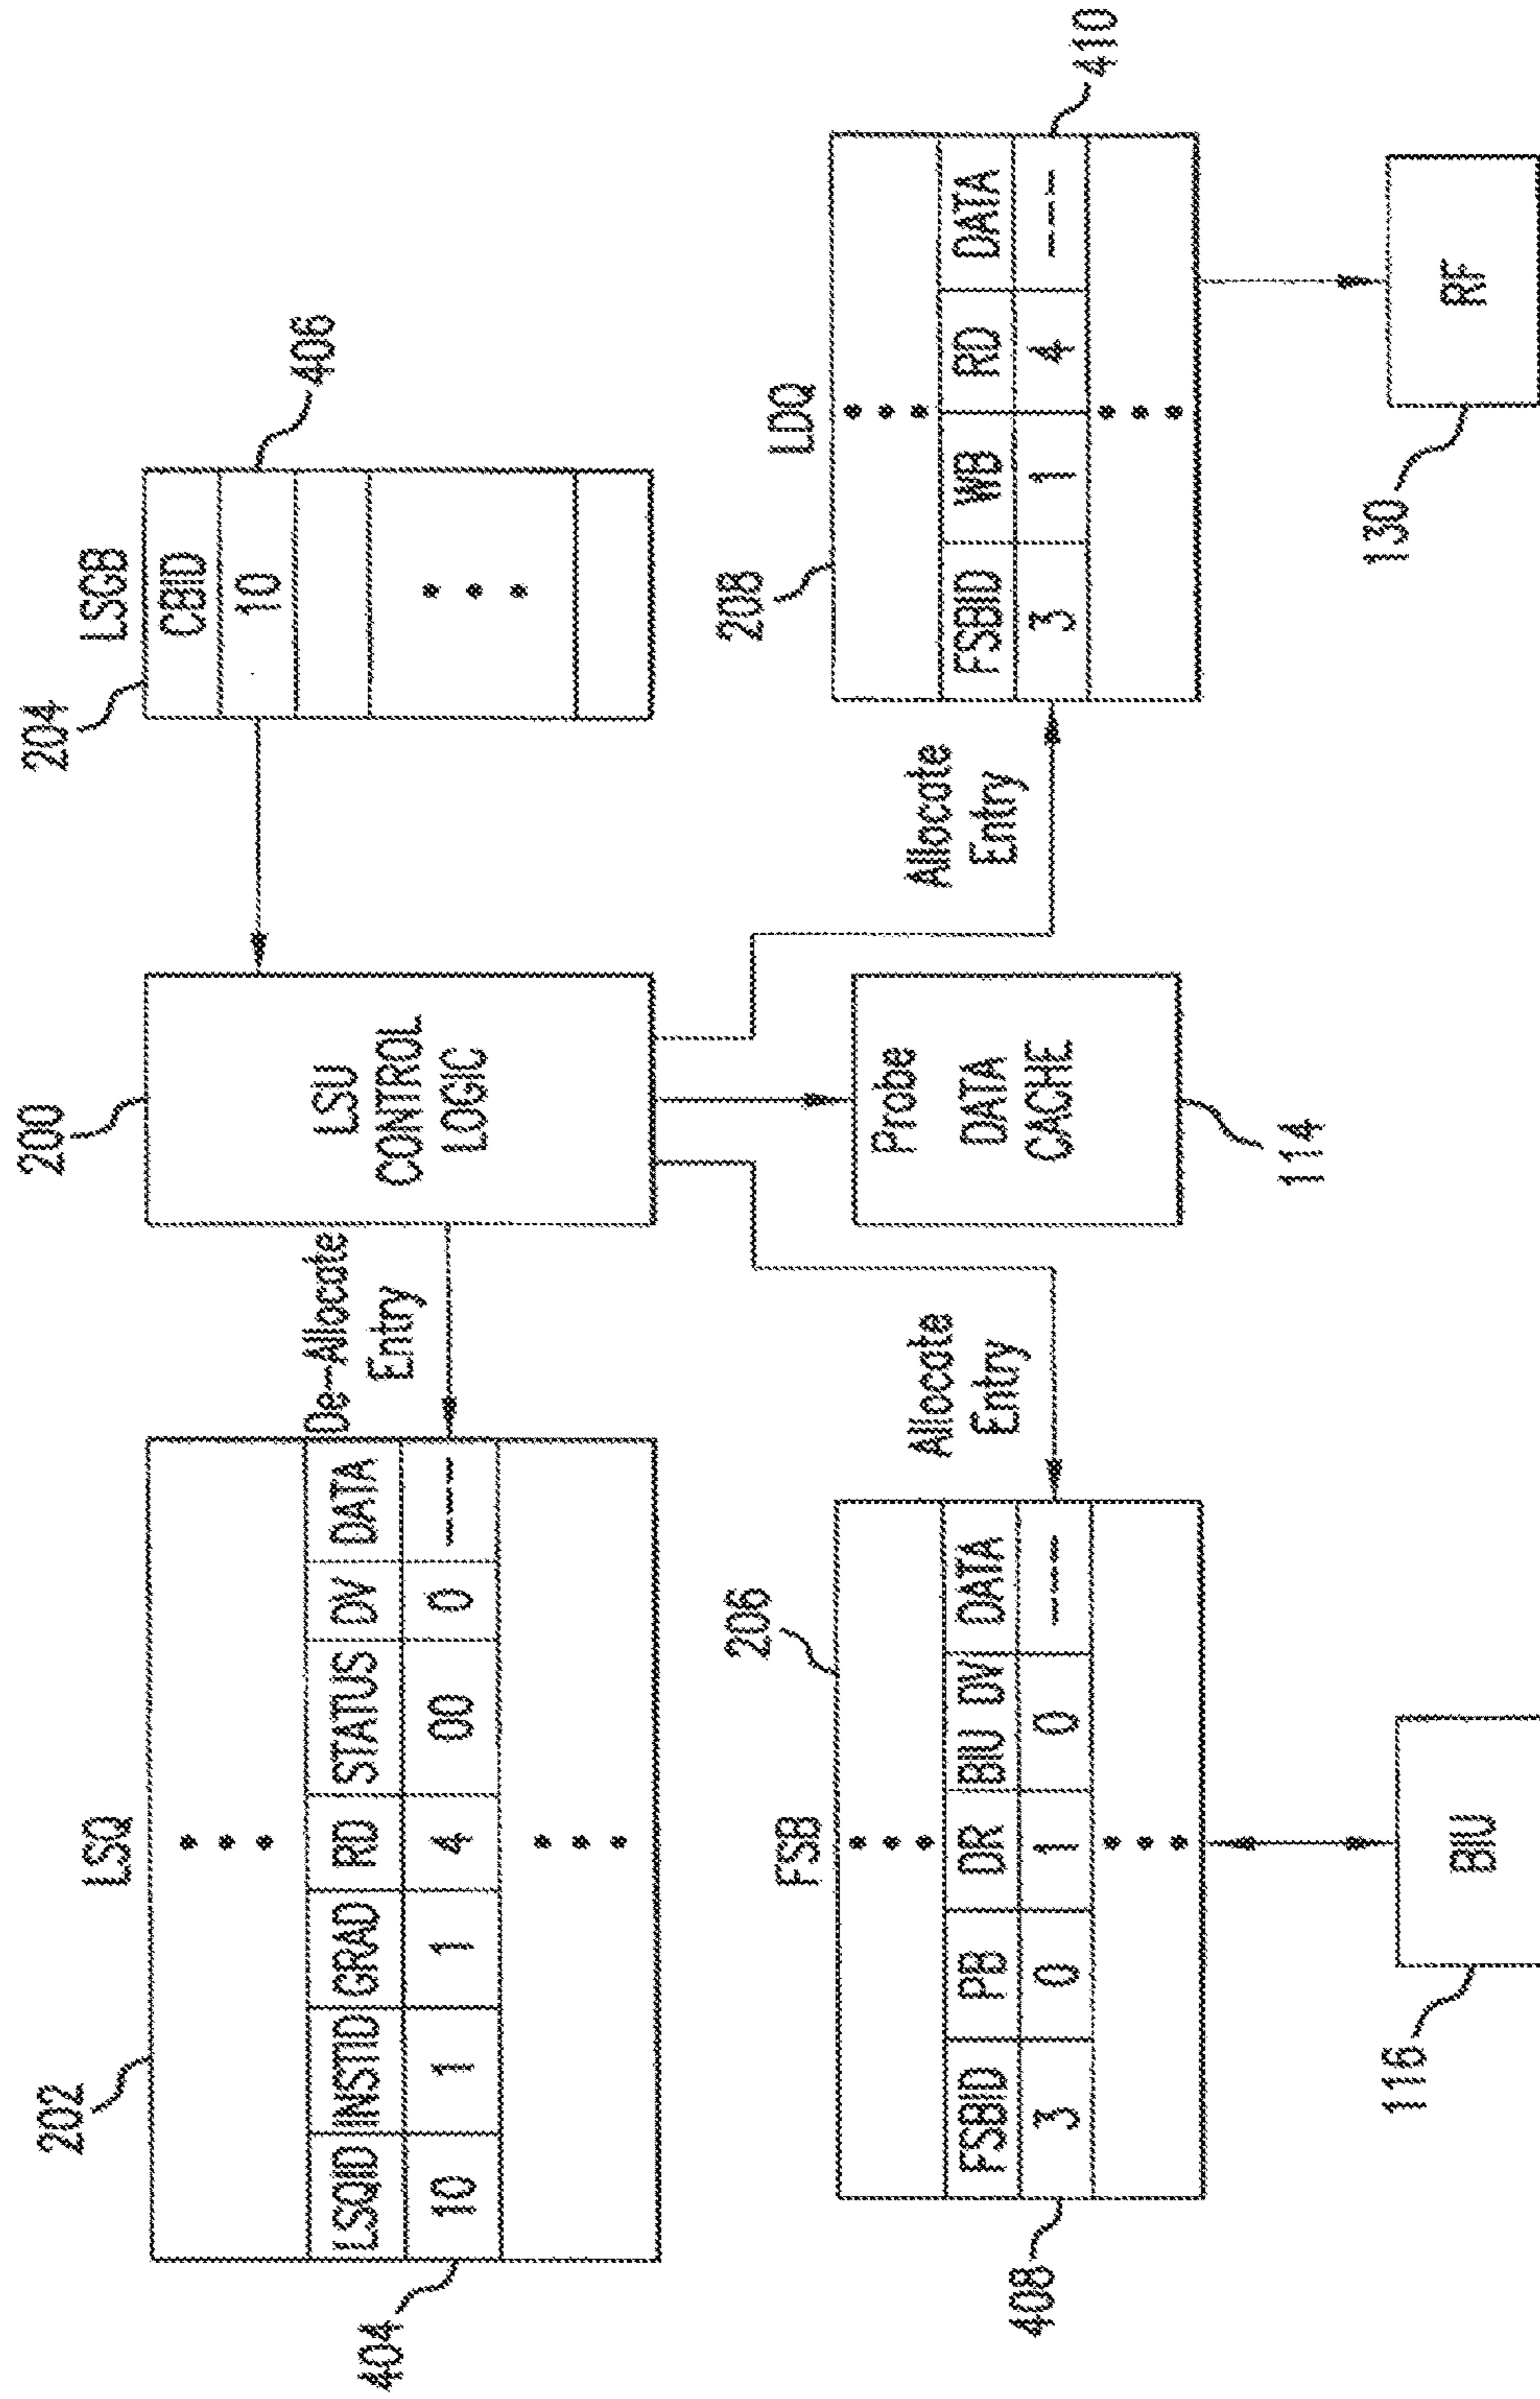 LSQ
202
LSQID INSTID GRAD RD STATUS DV DATA
10 1 1 4 00 0 -----
404
De-Allocate
Entry
200
LSU
CONTROL
LOGIC
LSGB
204
CBID
10
406
FSB
206
FSBID PB DR BIU DV DATA
3 0 1 0 ----
408
Allocate
Entry
Probe
DATA
CACHE
114
Allocate
Entry
LDQ
208
FSBID WB RD DATA
3 1 4 ----
410
BIU
116
RF
130